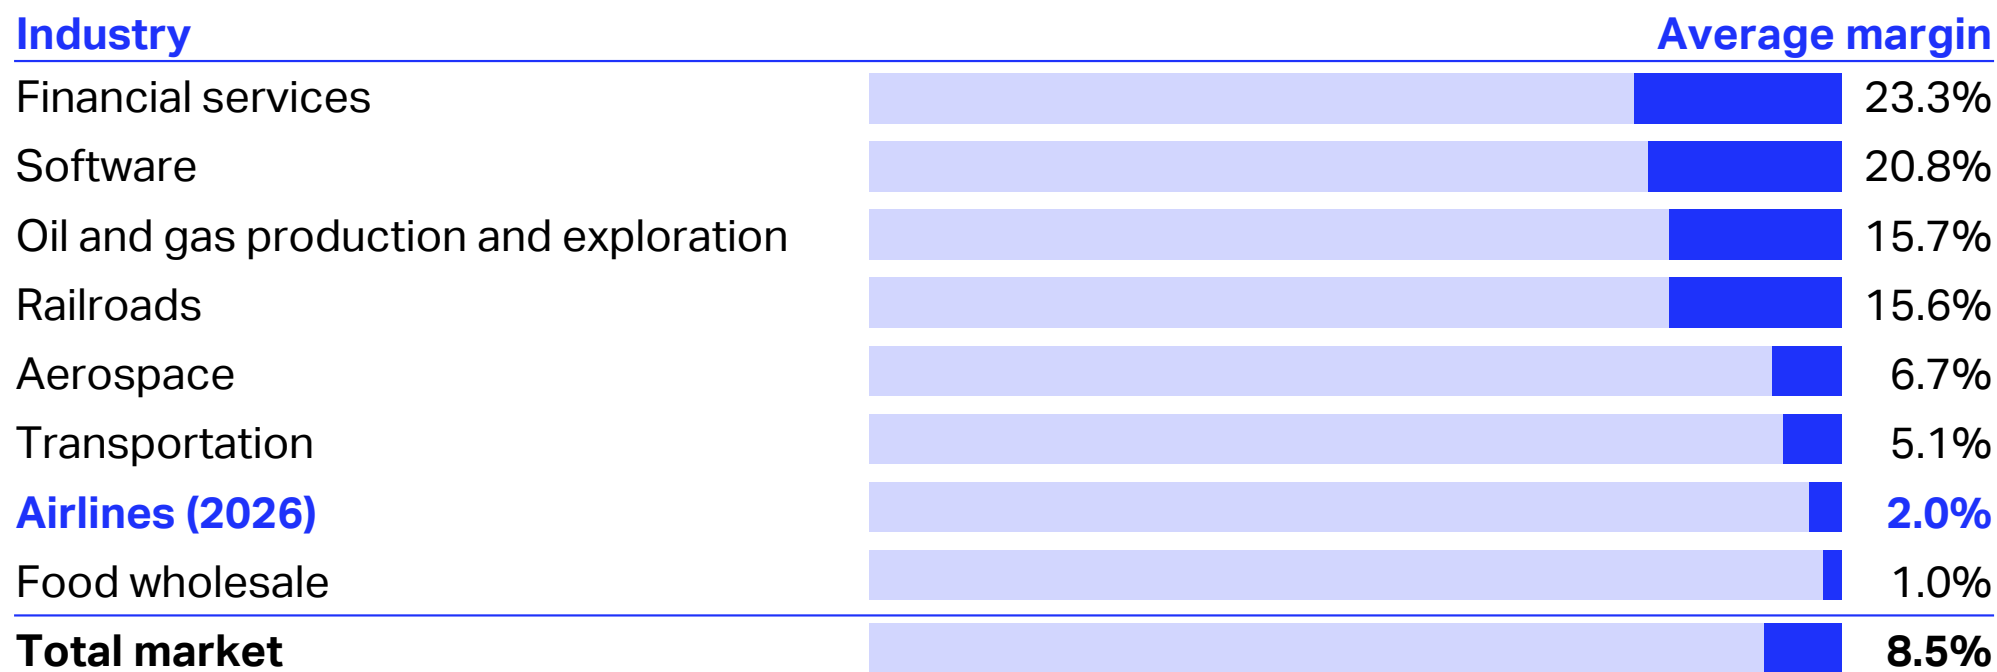 Industry Average margin
Financial services 23.3%
Software 20.8%
Oil and gas production and exploration 15.7%
Railroads 15.6%
Aerospace 6.7%
Transportation 5.1%
Airlines (2026) 2.0%
Food wholesale 1.0%
Total market 8.5%